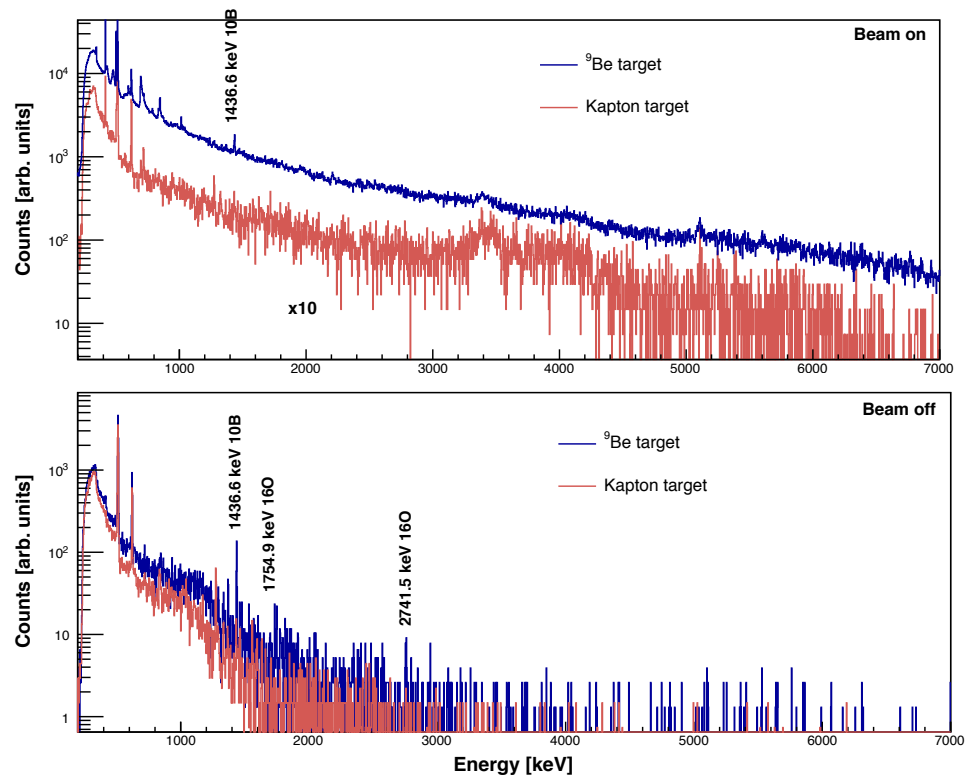 Beam on
⁹Be target
Kapton target
1436.6 keV 10B
x10
Counts [arb. units]
10⁴
10³
10²
10
1000 2000 3000 4000 5000 6000 7000
Beam off
⁹Be target
Kapton target
1436.6 keV 10B
1754.9 keV 16O
2741.5 keV 16O
Counts [arb. units]
10³
10²
10
1
1000 2000 3000 4000 5000 6000 7000
Energy [keV]